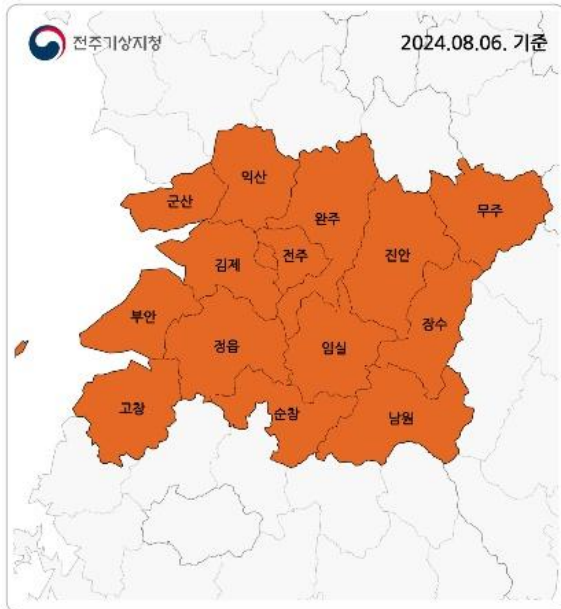 전주기상지청
2024.08.06. 기준
익산
군산
완주
무주
전주
진안
김제
부안
장수
정읍
임실
고창
순창
남원